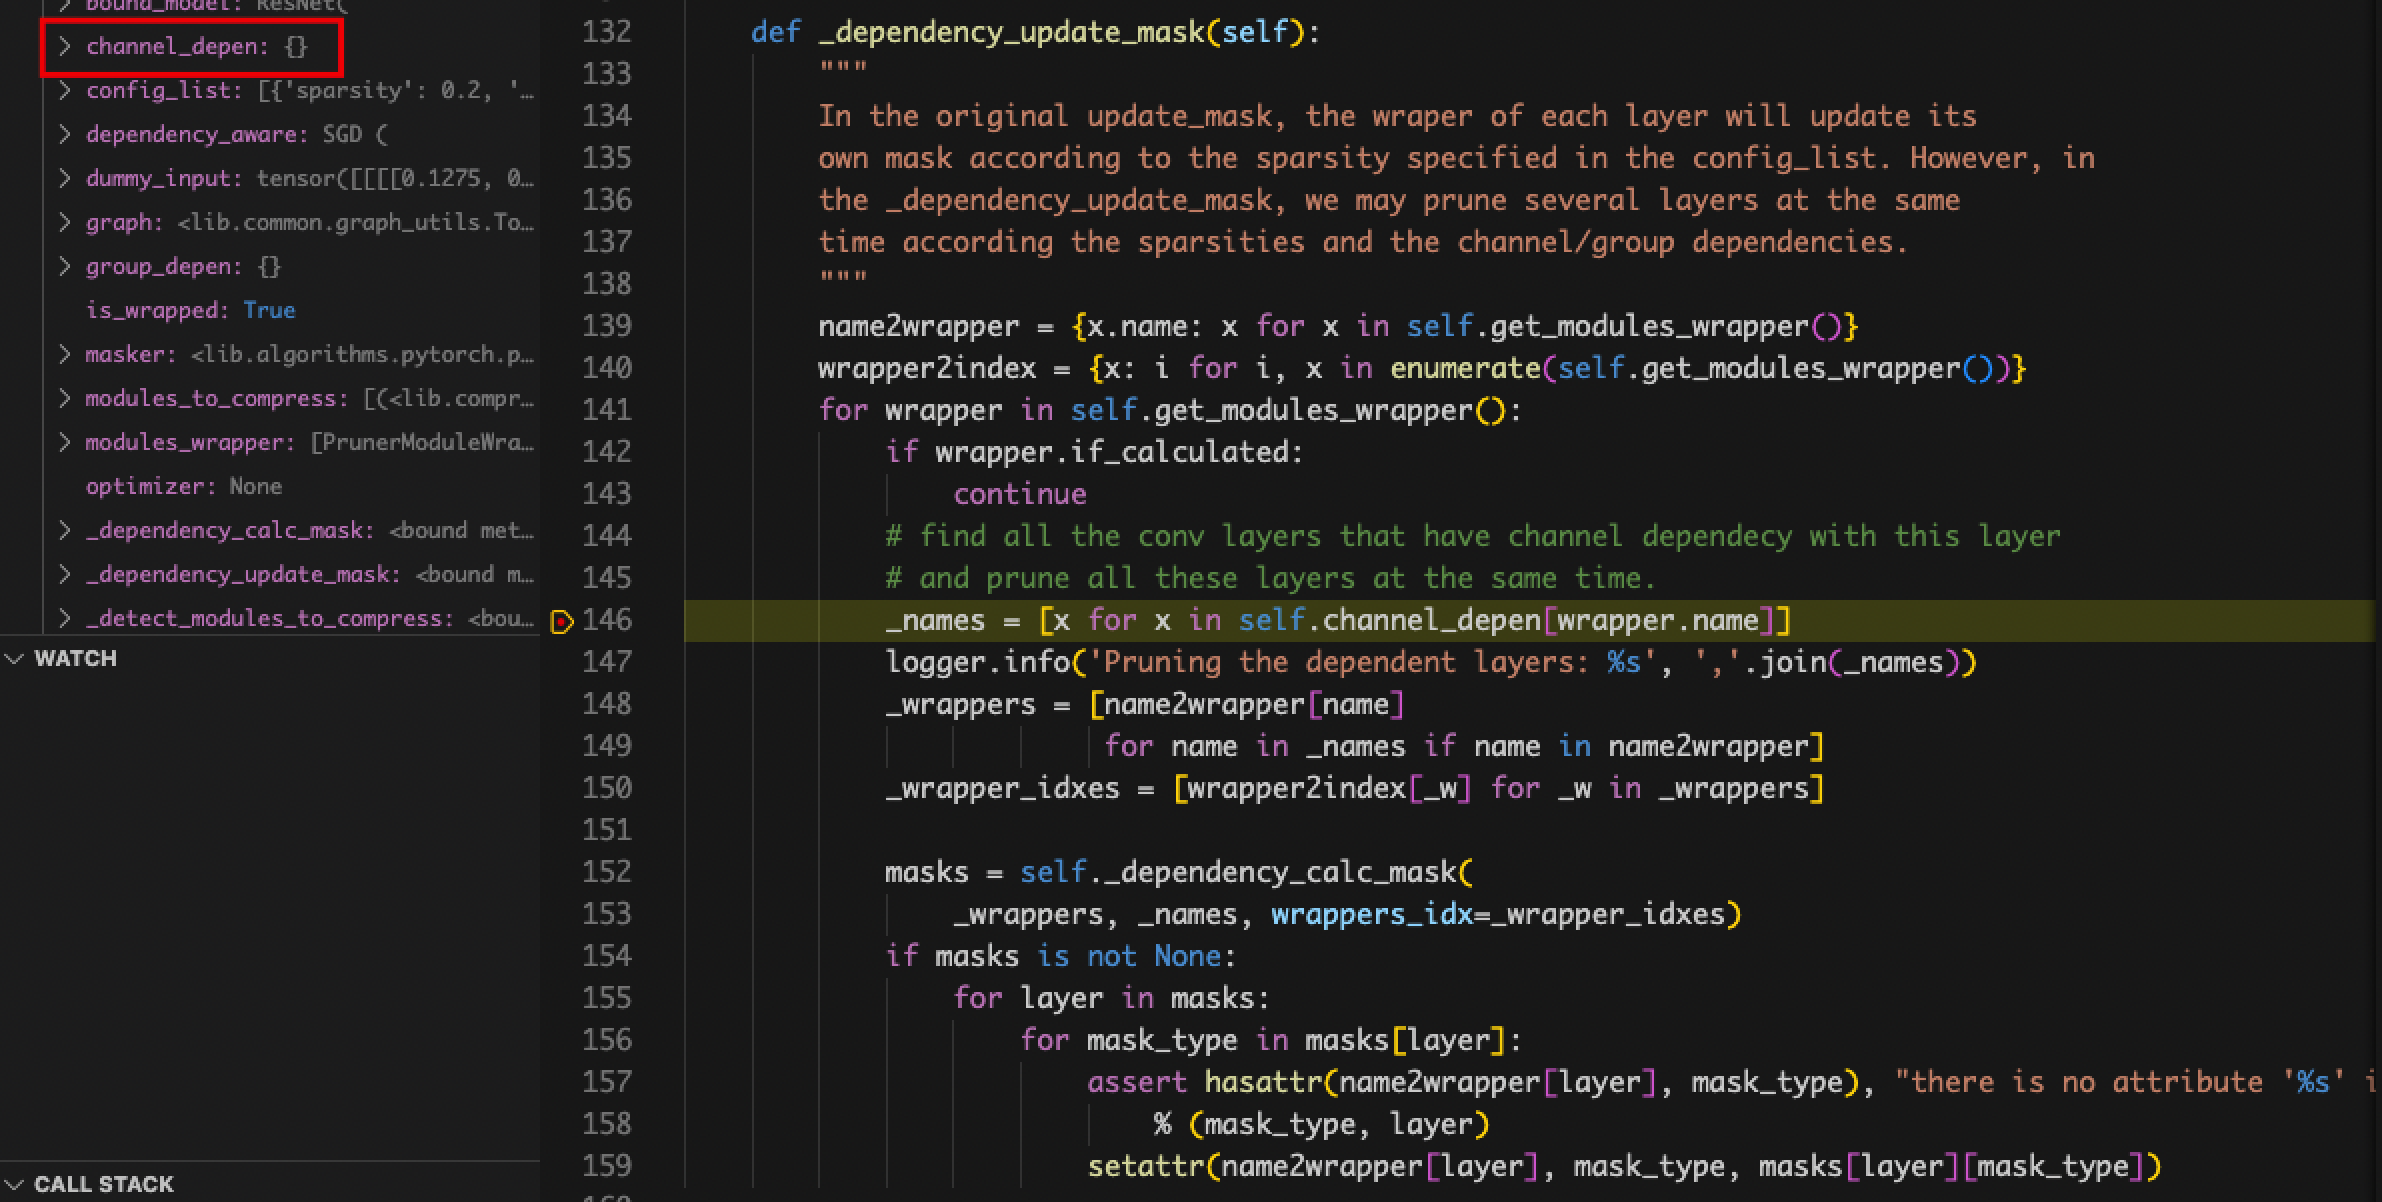 bound_model: ResNet(
channel_depen: {}
config_list: [{'sparsity': 0.2, '…
dependency_aware: SGD (
dummy_input: tensor([[[[0.1275, 0…
graph: <lib.common.graph_utils.To…
group_depen: {}
is_wrapped: True
masker: <lib.algorithms.pytorch.p…
modules_to_compress: [(<lib.compr…
modules_wrapper: [PrunerModuleWra…
optimizer: None
_dependency_calc_mask: <bound met…
_dependency_update_mask: <bound m…
_detect_modules_to_compress: <bou…
WATCH
CALL STACK
132 def _dependency_update_mask(self):
133 """
134 In the original update_mask, the wraper of each layer will update its
135 own mask according to the sparsity specified in the config_list. However, in
136 the _dependency_update_mask, we may prune several layers at the same
137 time according the sparsities and the channel/group dependencies.
138 """
139 name2wrapper = {x.name: x for x in self.get_modules_wrapper()}
140 wrapper2index = {x: i for i, x in enumerate(self.get_modules_wrapper())}
141 for wrapper in self.get_modules_wrapper():
142 if wrapper.if_calculated:
143 continue
144 # find all the conv layers that have channel dependecy with this layer
145 # and prune all these layers at the same time.
146 _names = [x for x in self.channel_depen[wrapper.name]]
147 logger.info('Pruning the dependent layers: %s', ','.join(_names))
148 _wrappers = [name2wrapper[name]
149 for name in _names if name in name2wrapper]
150 _wrapper_idxes = [wrapper2index[_w] for _w in _wrappers]
151
152 masks = self._dependency_calc_mask(
153 _wrappers, _names, wrappers_idx=_wrapper_idxes)
154 if masks is not None:
155 for layer in masks:
156 for mask_type in masks[layer]:
157 assert hasattr(name2wrapper[layer], mask_type), "there is no attribute '%s' i
158 % (mask_type, layer)
159 setattr(name2wrapper[layer], mask_type, masks[layer][mask_type])